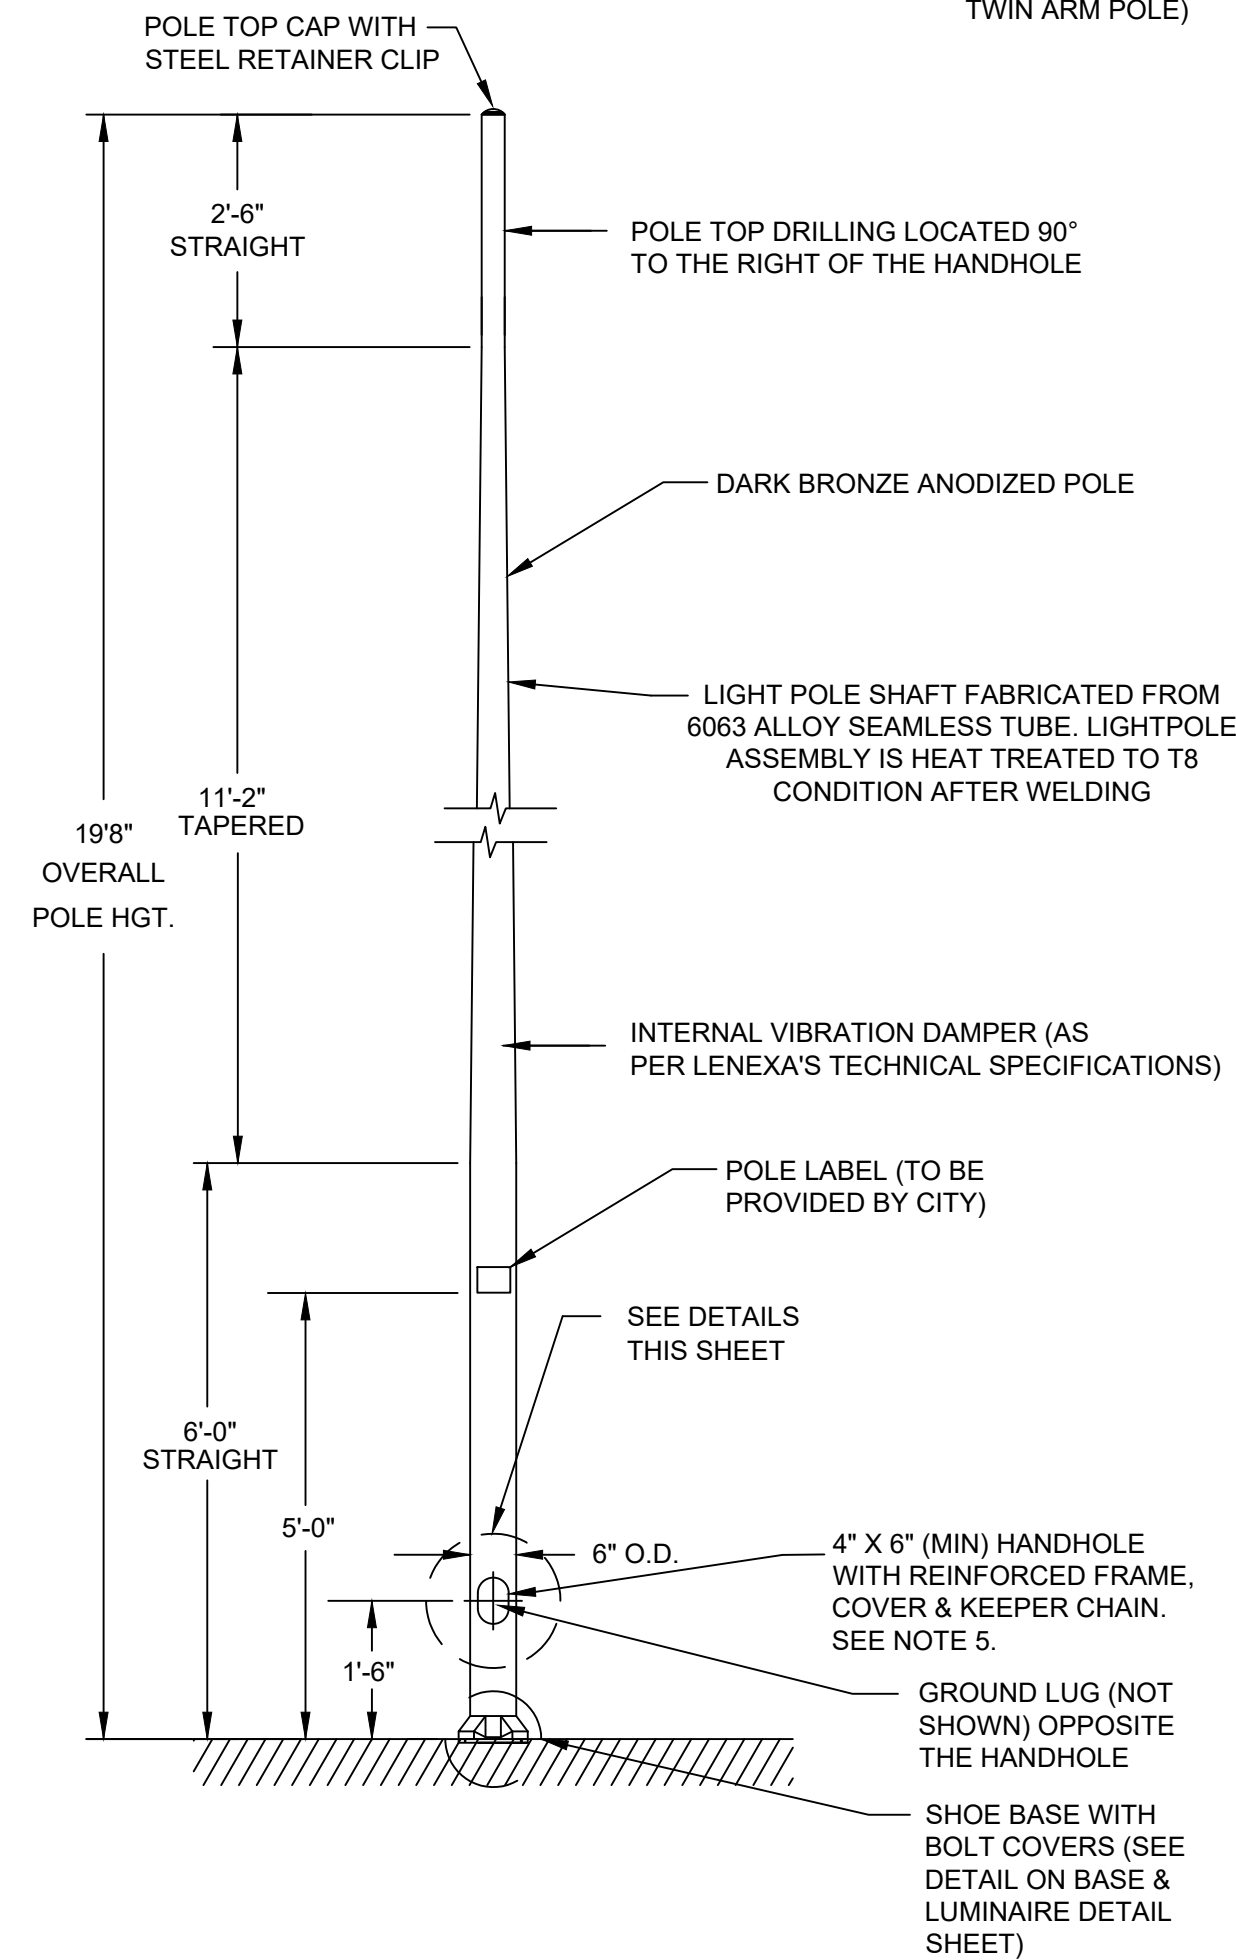 TWIN ARM POLE)
POLE TOP CAP WITH
STEEL RETAINER CLIP
2'-6"
STRAIGHT
POLE TOP DRILLING LOCATED 90°
TO THE RIGHT OF THE HANDHOLE
DARK BRONZE ANODIZED POLE
LIGHT POLE SHAFT FABRICATED FROM
6063 ALLOY SEAMLESS TUBE. LIGHTPOLE
ASSEMBLY IS HEAT TREATED TO T8
CONDITION AFTER WELDING
11'-2"
TAPERED
19'8"
OVERALL
POLE HGT.
INTERNAL VIBRATION DAMPER (AS
PER LENEXA'S TECHNICAL SPECIFICATIONS)
POLE LABEL (TO BE
PROVIDED BY CITY)
SEE DETAILS
THIS SHEET
6'-0"
STRAIGHT
5'-0"
6" O.D.
4" X 6" (MIN) HANDHOLE
WITH REINFORCED FRAME,
COVER & KEEPER CHAIN.
SEE NOTE 5.
1'-6"
GROUND LUG (NOT
SHOWN) OPPOSITE
THE HANDHOLE
SHOE BASE WITH
BOLT COVERS (SEE
DETAIL ON BASE &
LUMINAIRE DETAIL
SHEET)